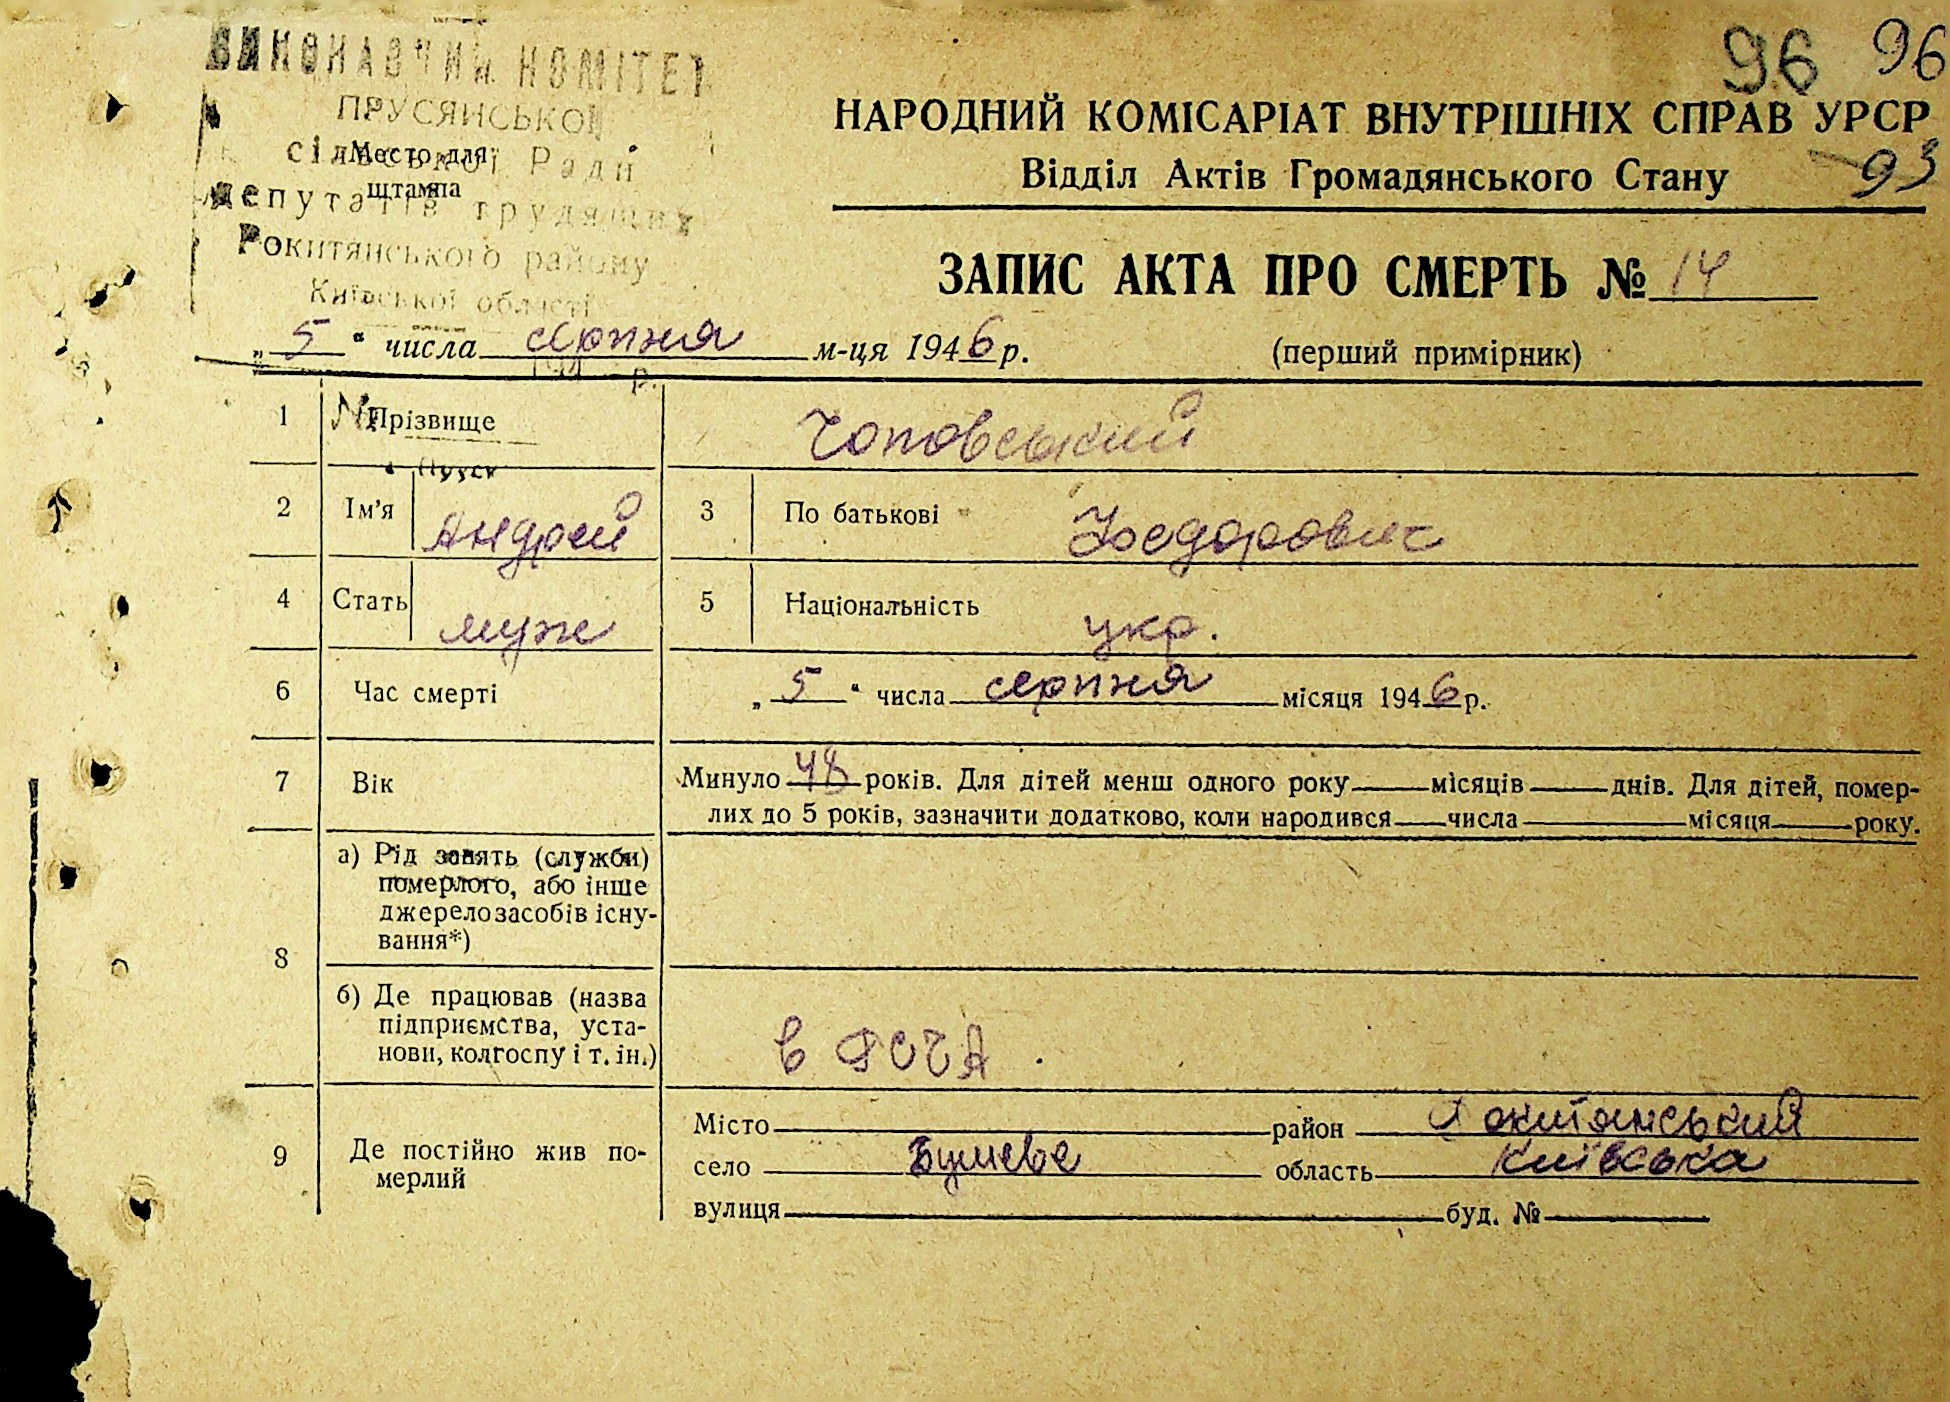 96 96
ВИКОНАВЧИЙ КОМІТЕТ
ПРУСЯНСЬКОЇ
сільської Ради
депутатів трудящих
Рокитянського району
Київської області
Место для
штампа
НАРОДНИЙ КОМІСАРІАТ ВНУТРІШНІХ СПРАВ УРСР
Відділ Актів Громадянського Стану
93
ЗАПИС АКТА ПРО СМЕРТЬ № 14
„5“ числа серпня м-ця 1946 р.
(перший примірник)
1 Прізвище Чоповський
2 Ім'я Андрей 3 По батькові Федорович
4 Стать муж 5 Національність укр.
6 Час смерті „5“ числа серпня місяця 1946 р.
7 Вік Минуло 48 років. Для дітей менш одного року місяців днів. Для дітей, помер-
лих до 5 років, зазначити додатково, коли народився числа місяця року.
8 а) Рід занять (служби)
померлого, або інше
джерело засобів існу-
вання*)
б) Де працював (назва
підприємства, уста-
нови, колгоспу і т. ін.)
в
9 Де постійно жив по-
мерлий
Місто район Рокитянський
село Бушеве область Київська
вулиця буд. №